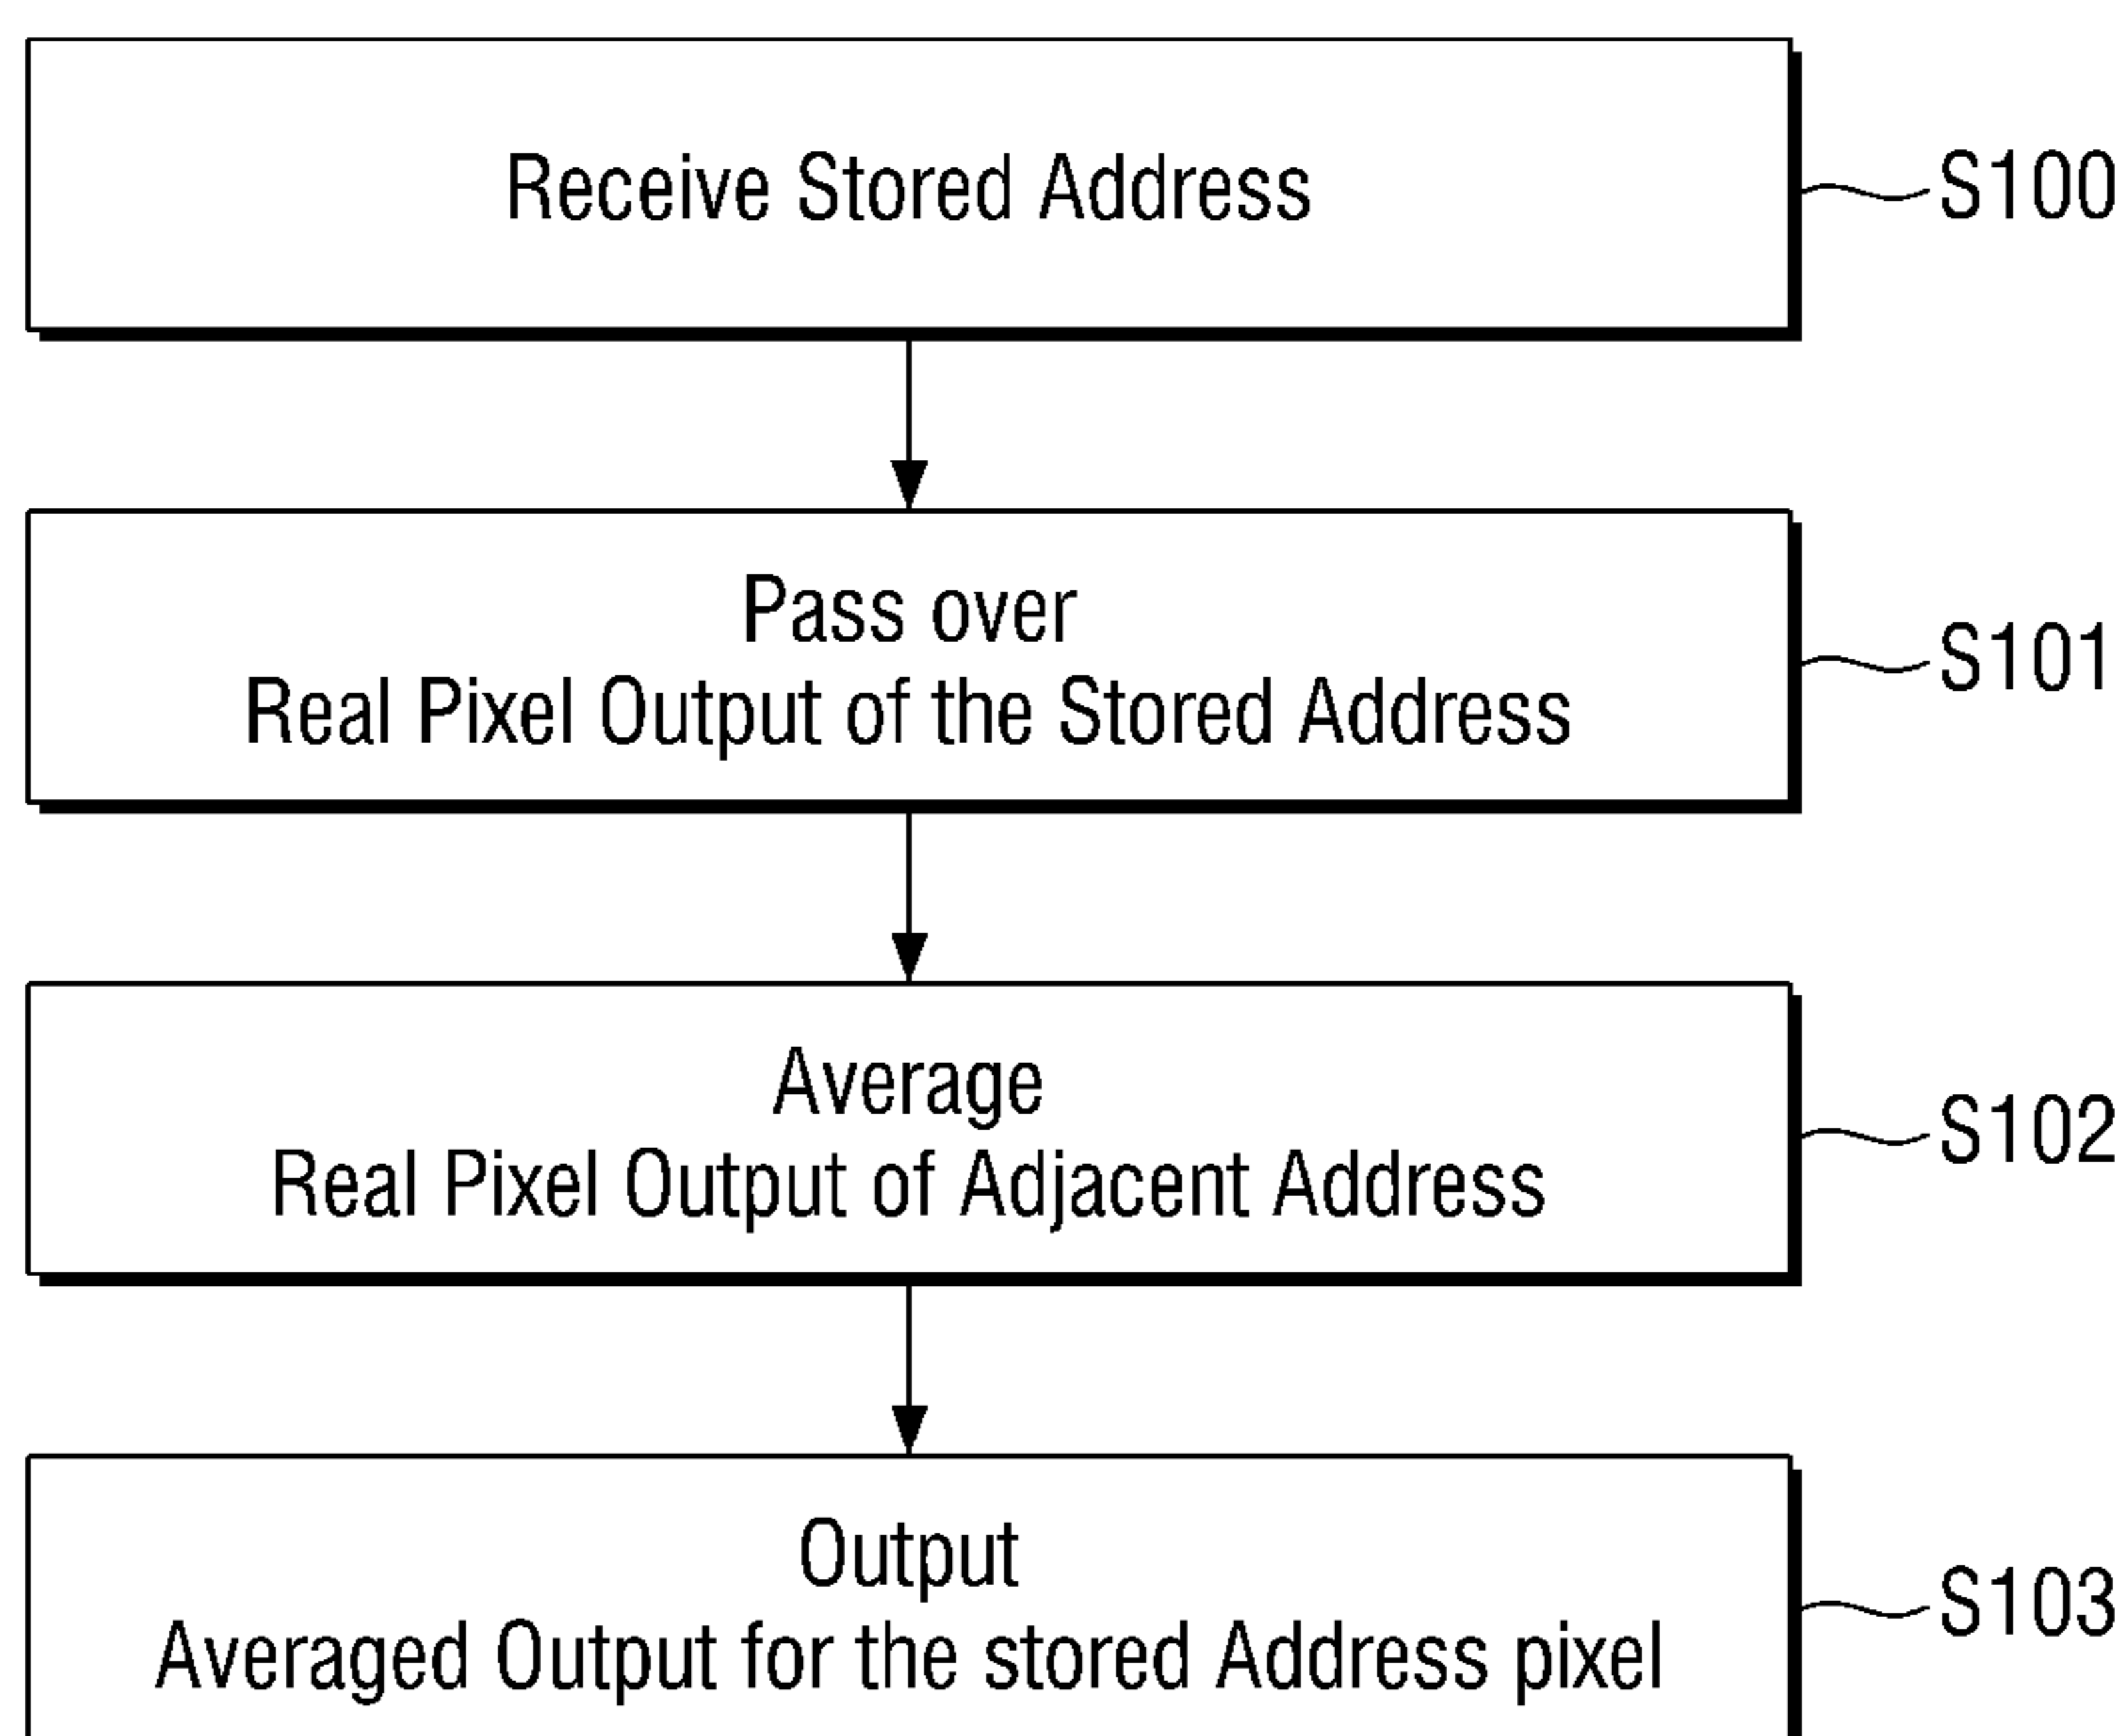 Receive Stored Address
S100
Pass over
Real Pixel Output of the Stored Address
S101
Average
Real Pixel Output of Adjacent Address
S102
Output
Averaged Output for the stored Address pixel
S103